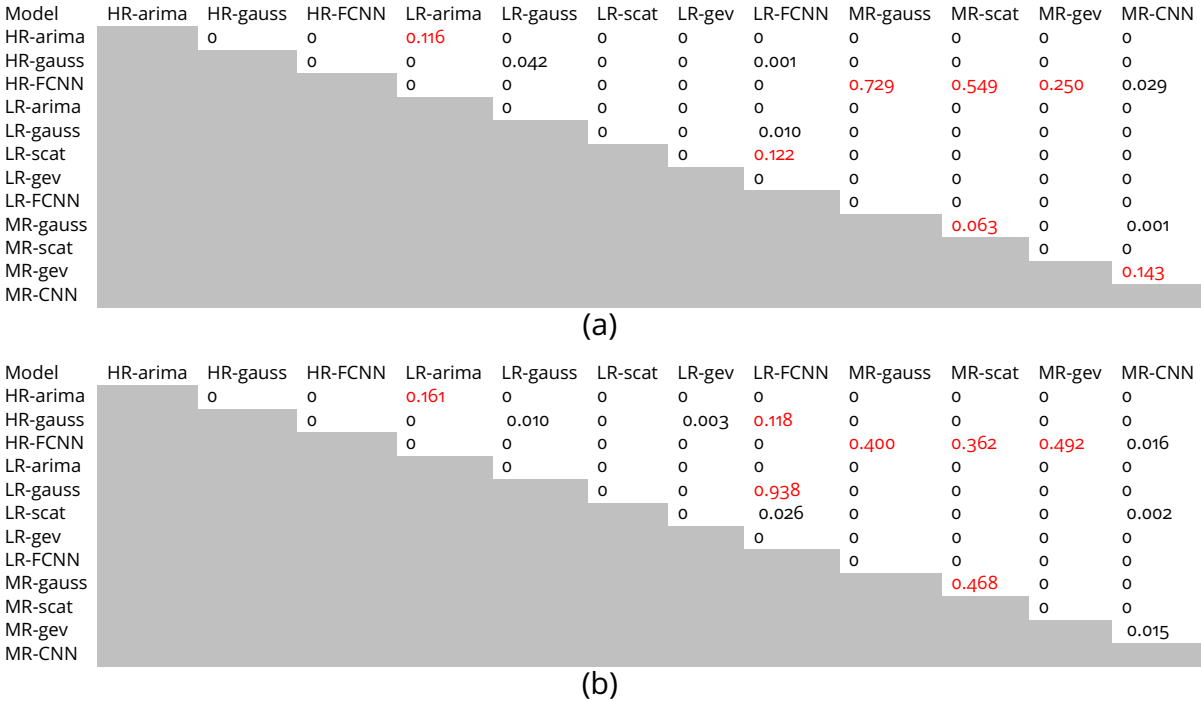 Model HR-arima HR-gauss HR-FCNN LR-arima LR-gauss LR-scat LR-gev LR-FCNN MR-gauss MR-scat MR-gev MR-CNN
HR-arima 0 0 0.116 0 0 0 0 0 0 0 0
HR-gauss 0 0 0.042 0 0 0.001 0 0 0 0
HR-FCNN 0 0 0 0 0 0.729 0.549 0.250 0.029
LR-arima 0 0 0 0 0 0 0 0
LR-gauss 0 0 0.010 0 0 0 0
LR-scat 0 0.122 0 0 0 0
LR-gev 0 0 0 0 0
LR-FCNN 0 0 0 0
MR-gauss 0.063 0 0.001
MR-scat 0 0
MR-gev 0.143
MR-CNN
(a)
Model HR-arima HR-gauss HR-FCNN LR-arima LR-gauss LR-scat LR-gev LR-FCNN MR-gauss MR-scat MR-gev MR-CNN
HR-arima 0 0 0.161 0 0 0 0 0 0 0 0
HR-gauss 0 0 0.010 0 0.003 0.118 0 0 0 0
HR-FCNN 0 0 0 0 0 0.400 0.362 0.492 0.016
LR-arima 0 0 0 0 0 0 0 0
LR-gauss 0 0 0.938 0 0 0 0
LR-scat 0 0.026 0 0 0 0.002
LR-gev 0 0 0 0 0
LR-FCNN 0 0 0 0
MR-gauss 0.468 0 0
MR-scat 0 0
MR-gev 0.015
MR-CNN
(b)